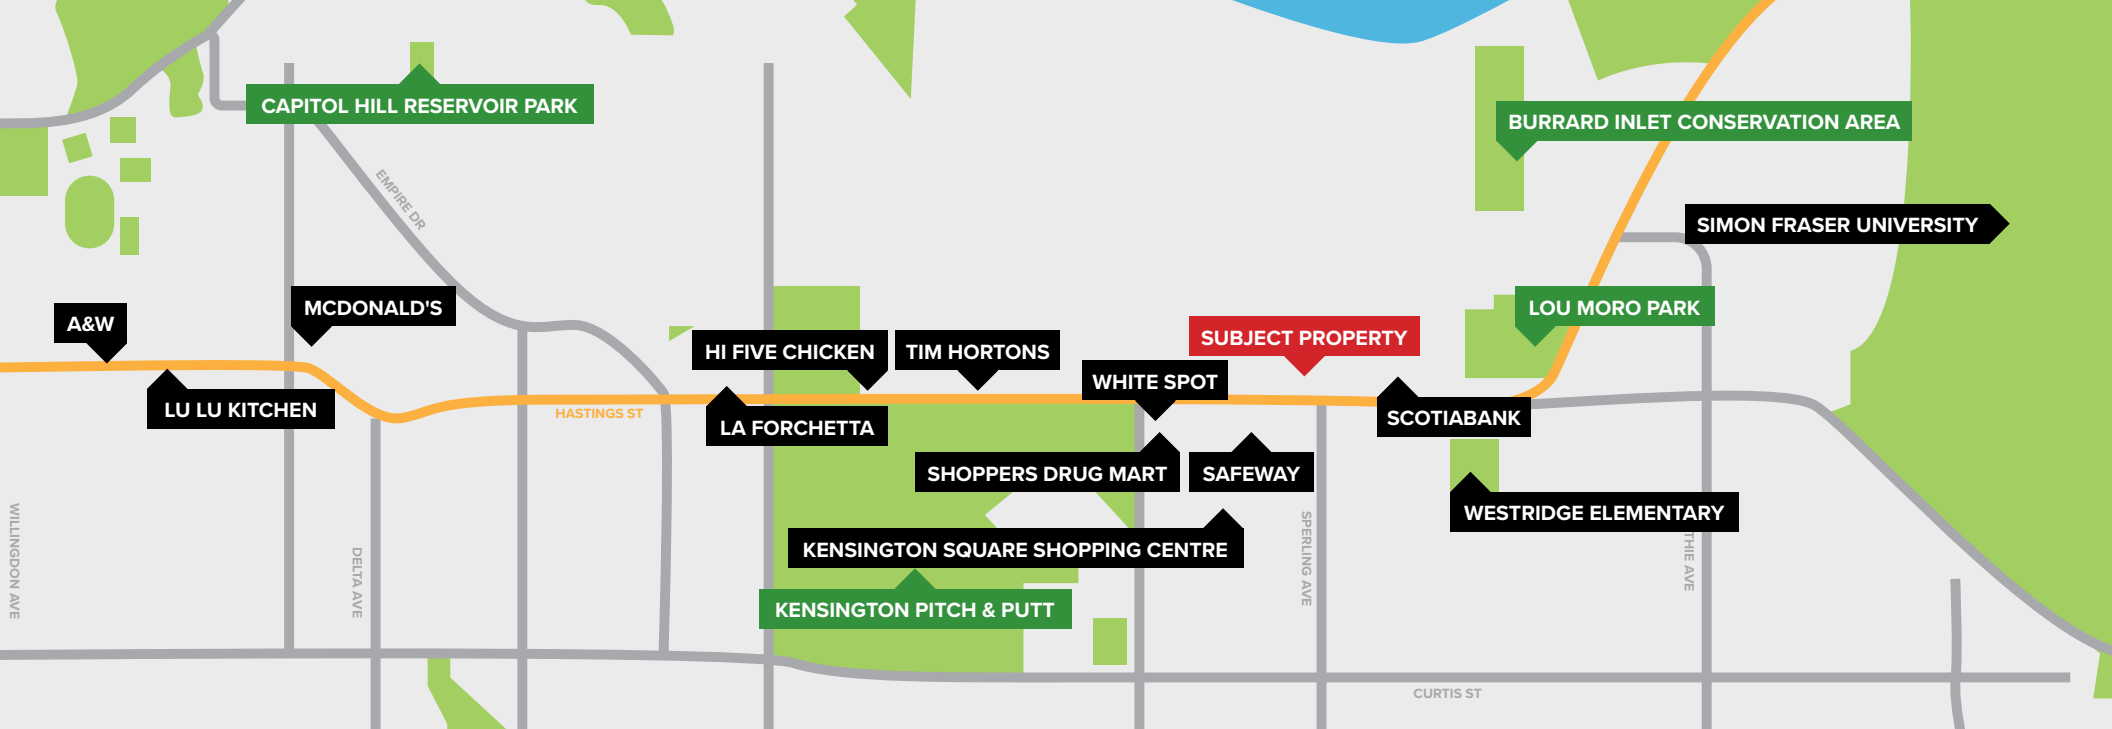 CAPITOL HILL RESERVOIR PARK
BURRARD INLET CONSERVATION AREA
EMPIRE DR
SIMON FRASER UNIVERSITY
A&W
MCDONALD'S
LOU MORO PARK
SUBJECT PROPERTY
HI FIVE CHICKEN
TIM HORTONS
WHITE SPOT
LU LU KITCHEN
HASTINGS ST
LA FORCHETTA
SCOTIABANK
SHOPPERS DRUG MART
SAFEWAY
WESTRIDGE ELEMENTARY
KENSINGTON SQUARE SHOPPING CENTRE
WILLINGDON AVE
DELTA AVE
SPERLING AVE
THIE AVE
KENSINGTON PITCH & PUTT
CURTIS ST